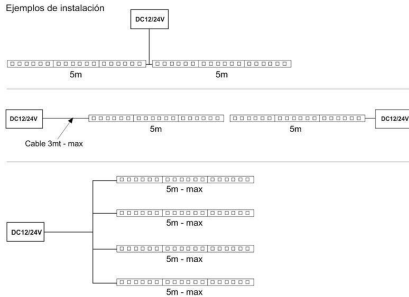 Ejemplos de instalación
DC12/24V
5m
5m
DC12/24V
DC12/24V
5m
5m
Cable 3mt - max
5m - max
5m - max
DC12/24V
5m - max
5m - max